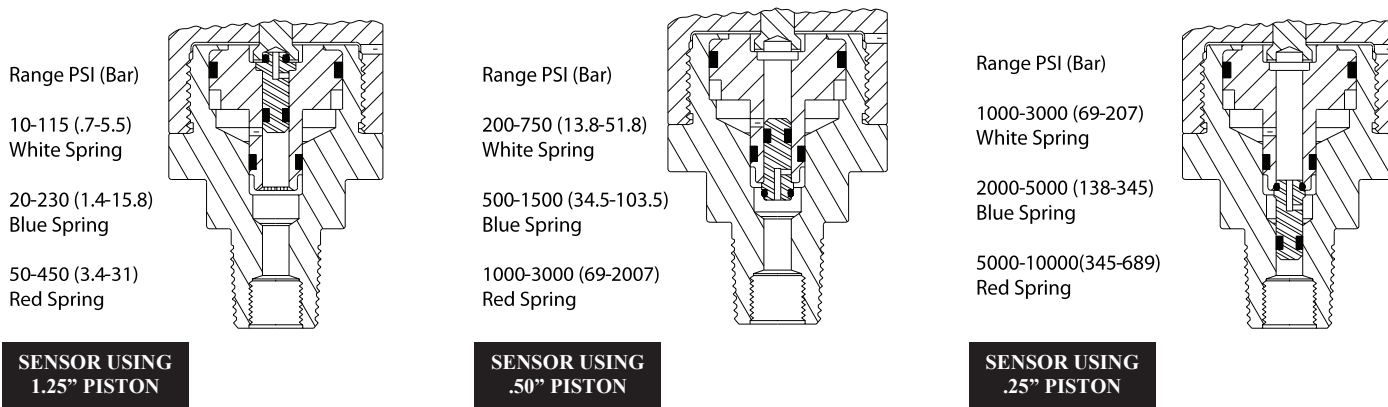 Range PSI (Bar)
10-115 (.7-5.5)
White Spring
20-230 (1.4-15.8)
Blue Spring
50-450 (3.4-31)
Red Spring
SENSOR USING
1.25” PISTON
Range PSI (Bar)
200-750 (13.8-51.8)
White Spring
500-1500 (34.5-103.5)
Blue Spring
1000-3000 (69-2007)
Red Spring
SENSOR USING
.50” PISTON
Range PSI (Bar)
1000-3000 (69-207)
White Spring
2000-5000 (138-345)
Blue Spring
5000-10000(345-689)
Red Spring
SENSOR USING
.25” PISTON